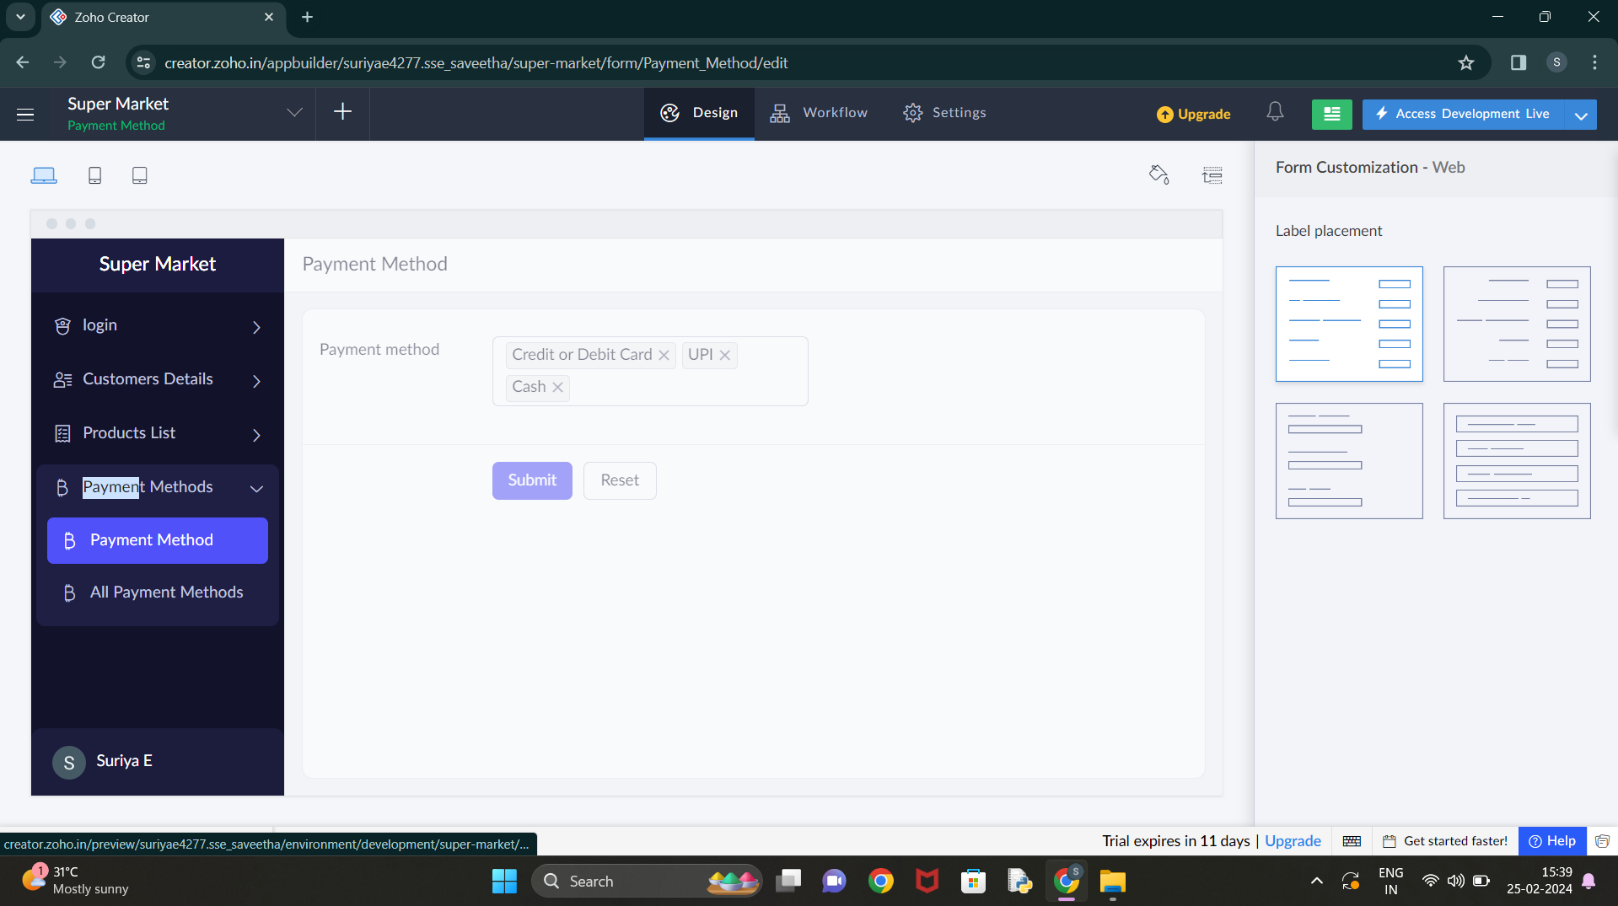 Zoho Creator
creator.zoho.in/appbuilder/suriyae4277.sse_saveetha/super-market/form/Payment_Method/edit
S
Super Market
Payment Method
Design
Workflow
Settings
Upgrade
Access Development Live
Form Customization - Web
Label placement
Super Market
Payment Method
login
Customers Details
Products List
Payment Methods
Payment Method
All Payment Methods
Payment method
Credit or Debit Card
UPI
Cash
Submit
Reset
S
Suriya E
creator.zoho.in/preview/suriyae4277.sse_saveetha/environment/development/super-market/...
Trial expires in 11 days | Upgrade
Get started faster!
Help
1
31°C
Mostly sunny
Search
S
ENG
IN
15:39
25-02-2024